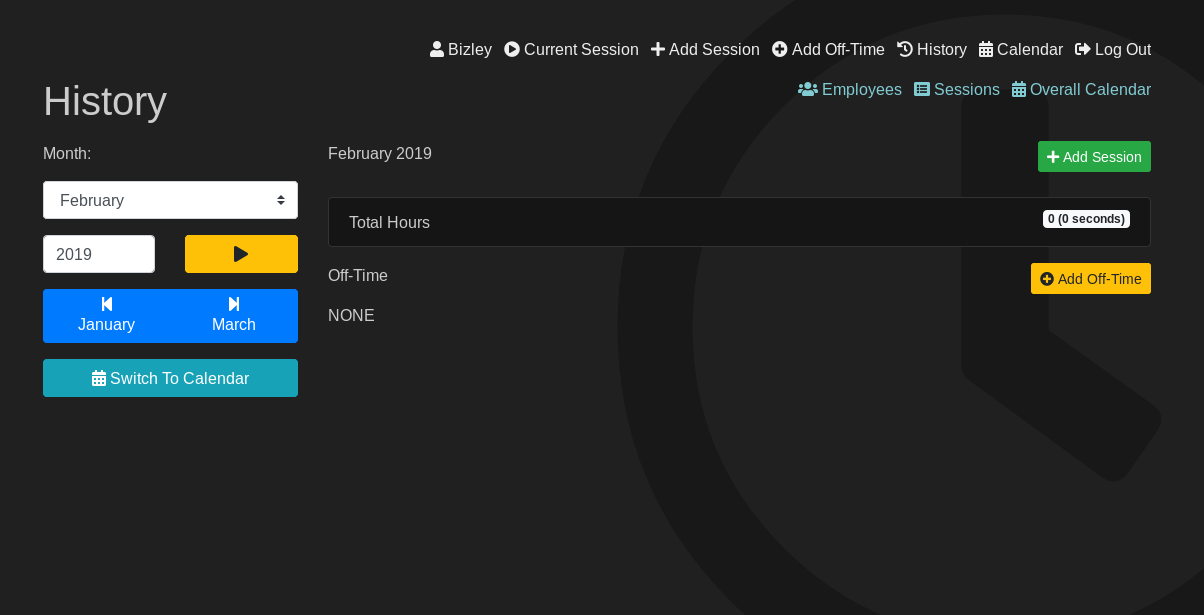 Bizley Current Session Add Session Add Off-Time History Calendar Log Out
Employees Sessions Overall Calendar
History
Month:
February
2019
January March
Switch To Calendar
February 2019 Add Session
Total Hours 0 (0 seconds)
Off-Time Add Off-Time
NONE